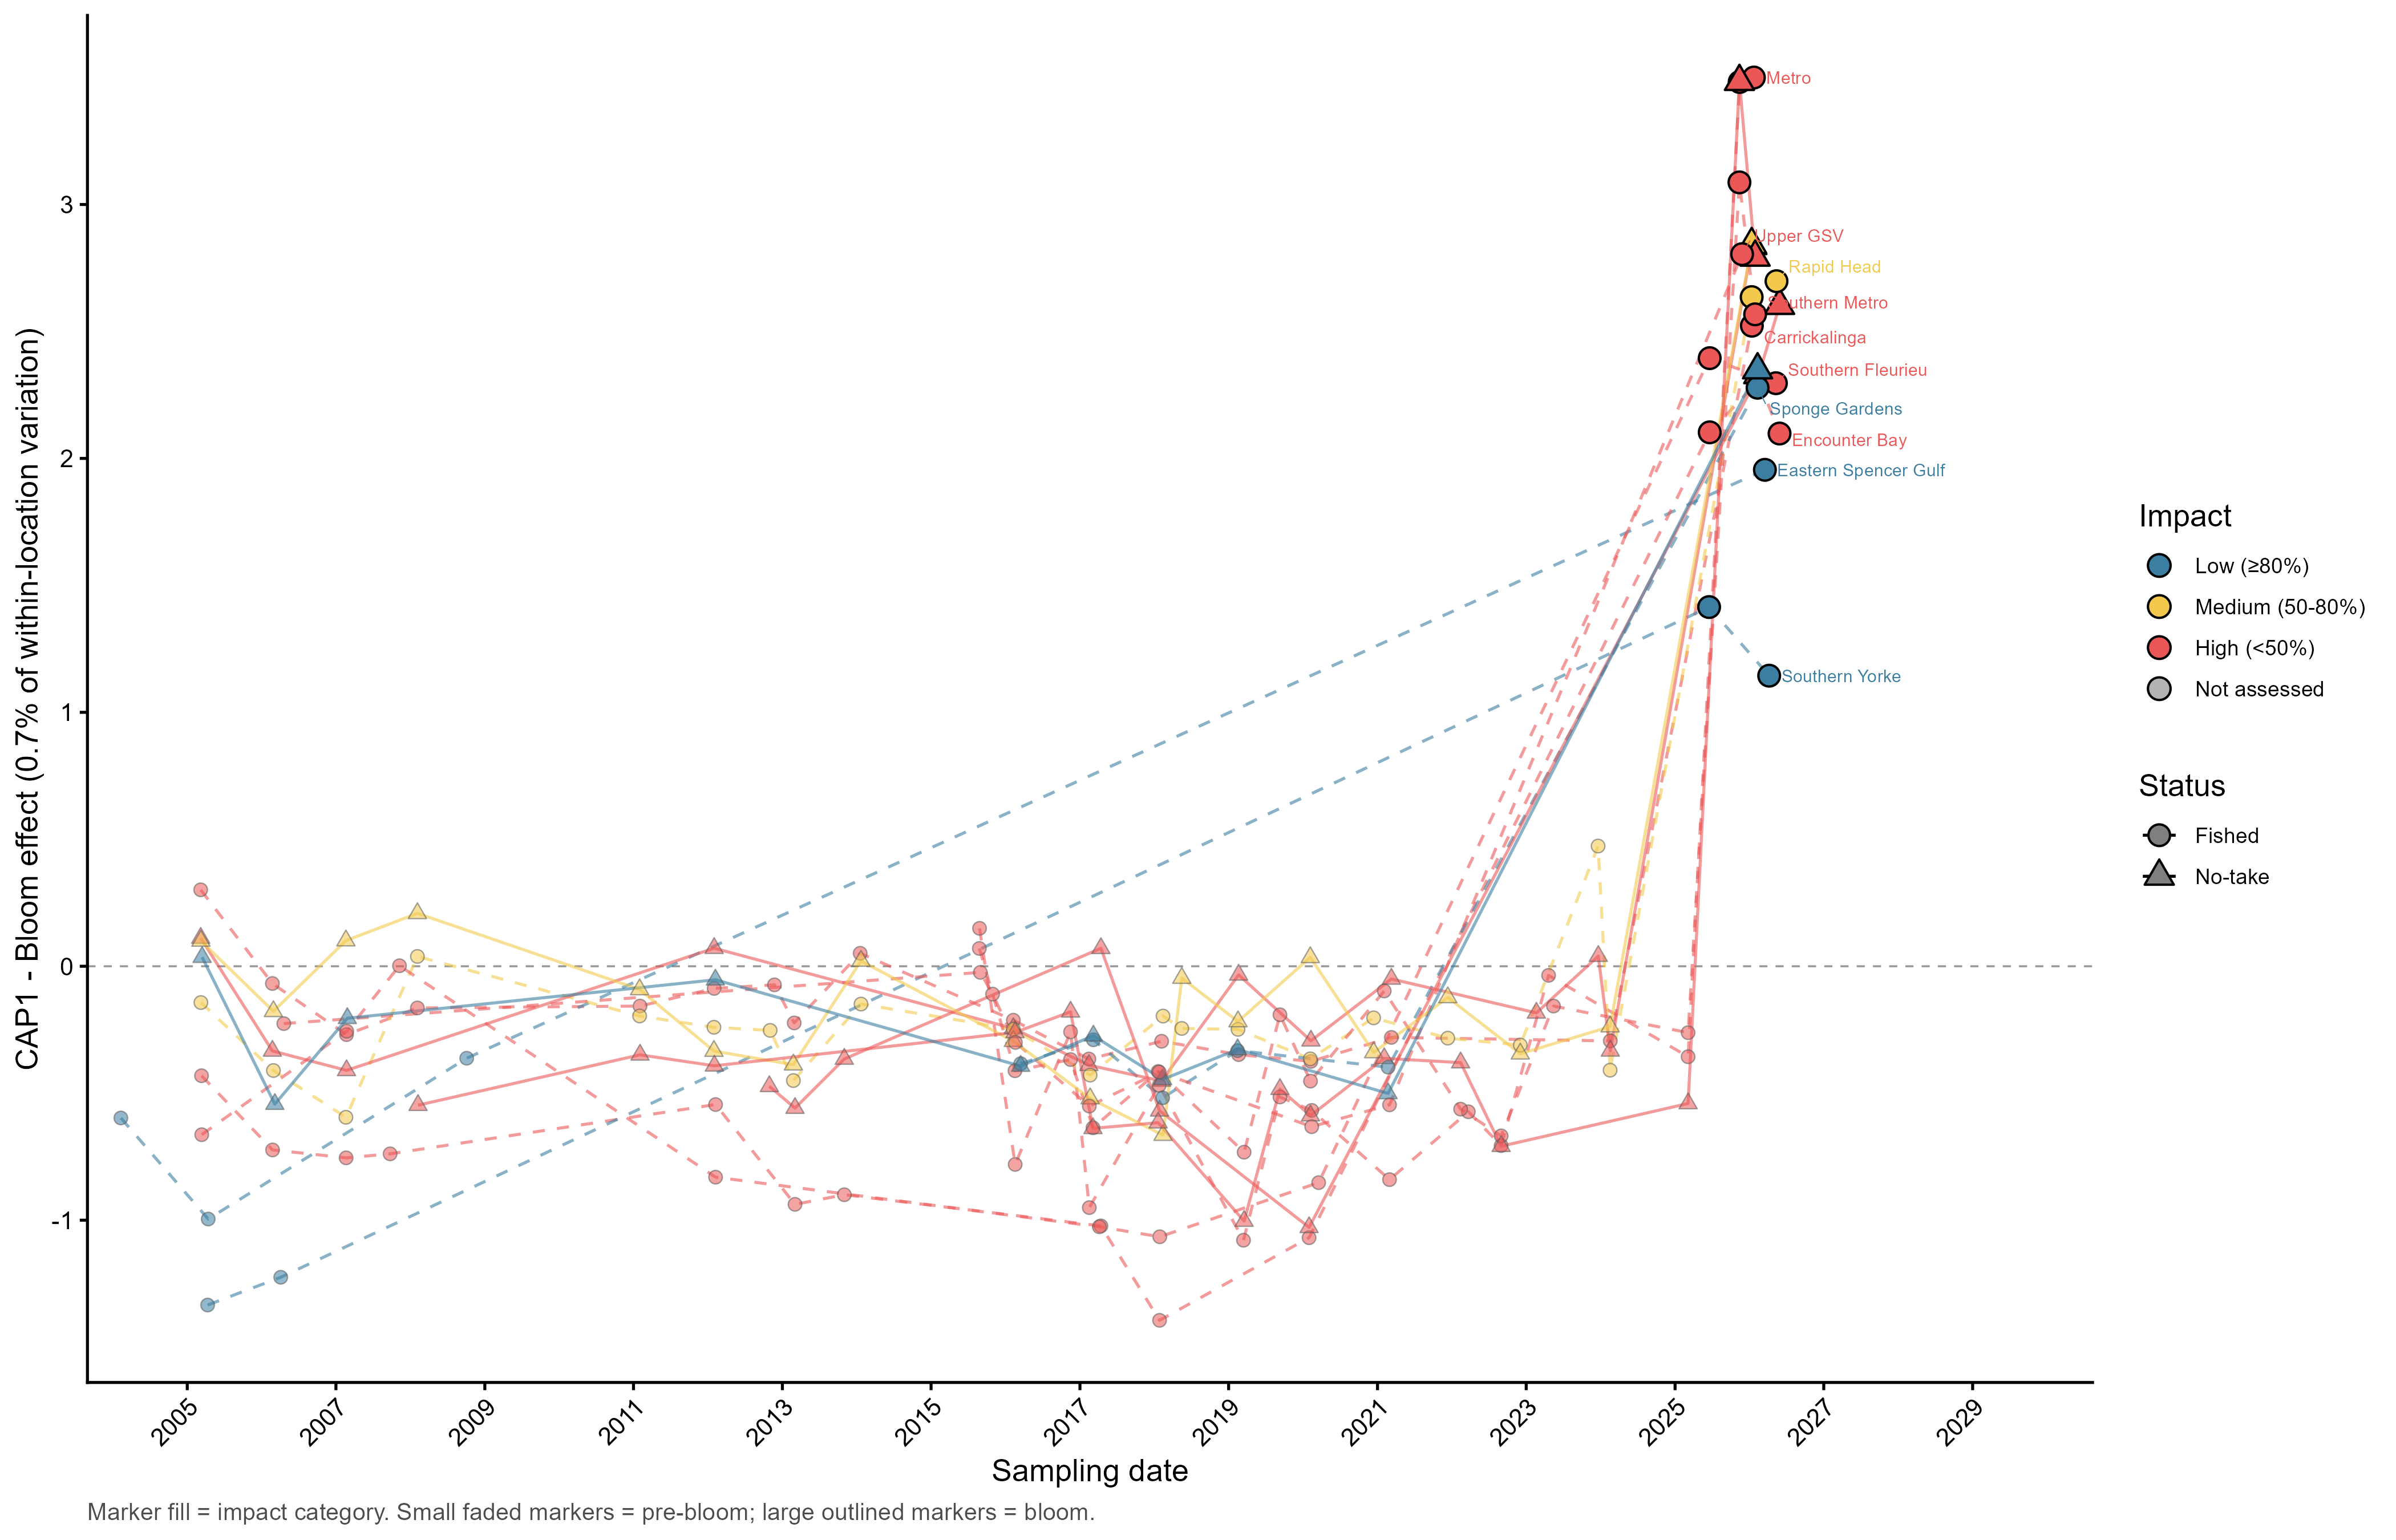 CAP1 - Bloom effect (0.7% of within-location variation)
3
2
1
0
-1
Metro
Upper GSV
Rapid Head
Southern Metro
Carrickalinga
Southern Fleurieu
Sponge Gardens
Encounter Bay
Eastern Spencer Gulf
Southern Yorke
Impact
Low (≥80%)
Medium (50-80%)
High (<50%)
Not assessed
Status
Fished
No-take
2005
2007
2009
2011
2013
2015
2017
2019
2021
2023
2025
2027
2029
Sampling date
Marker fill = impact category. Small faded markers = pre-bloom; large outlined markers = bloom.